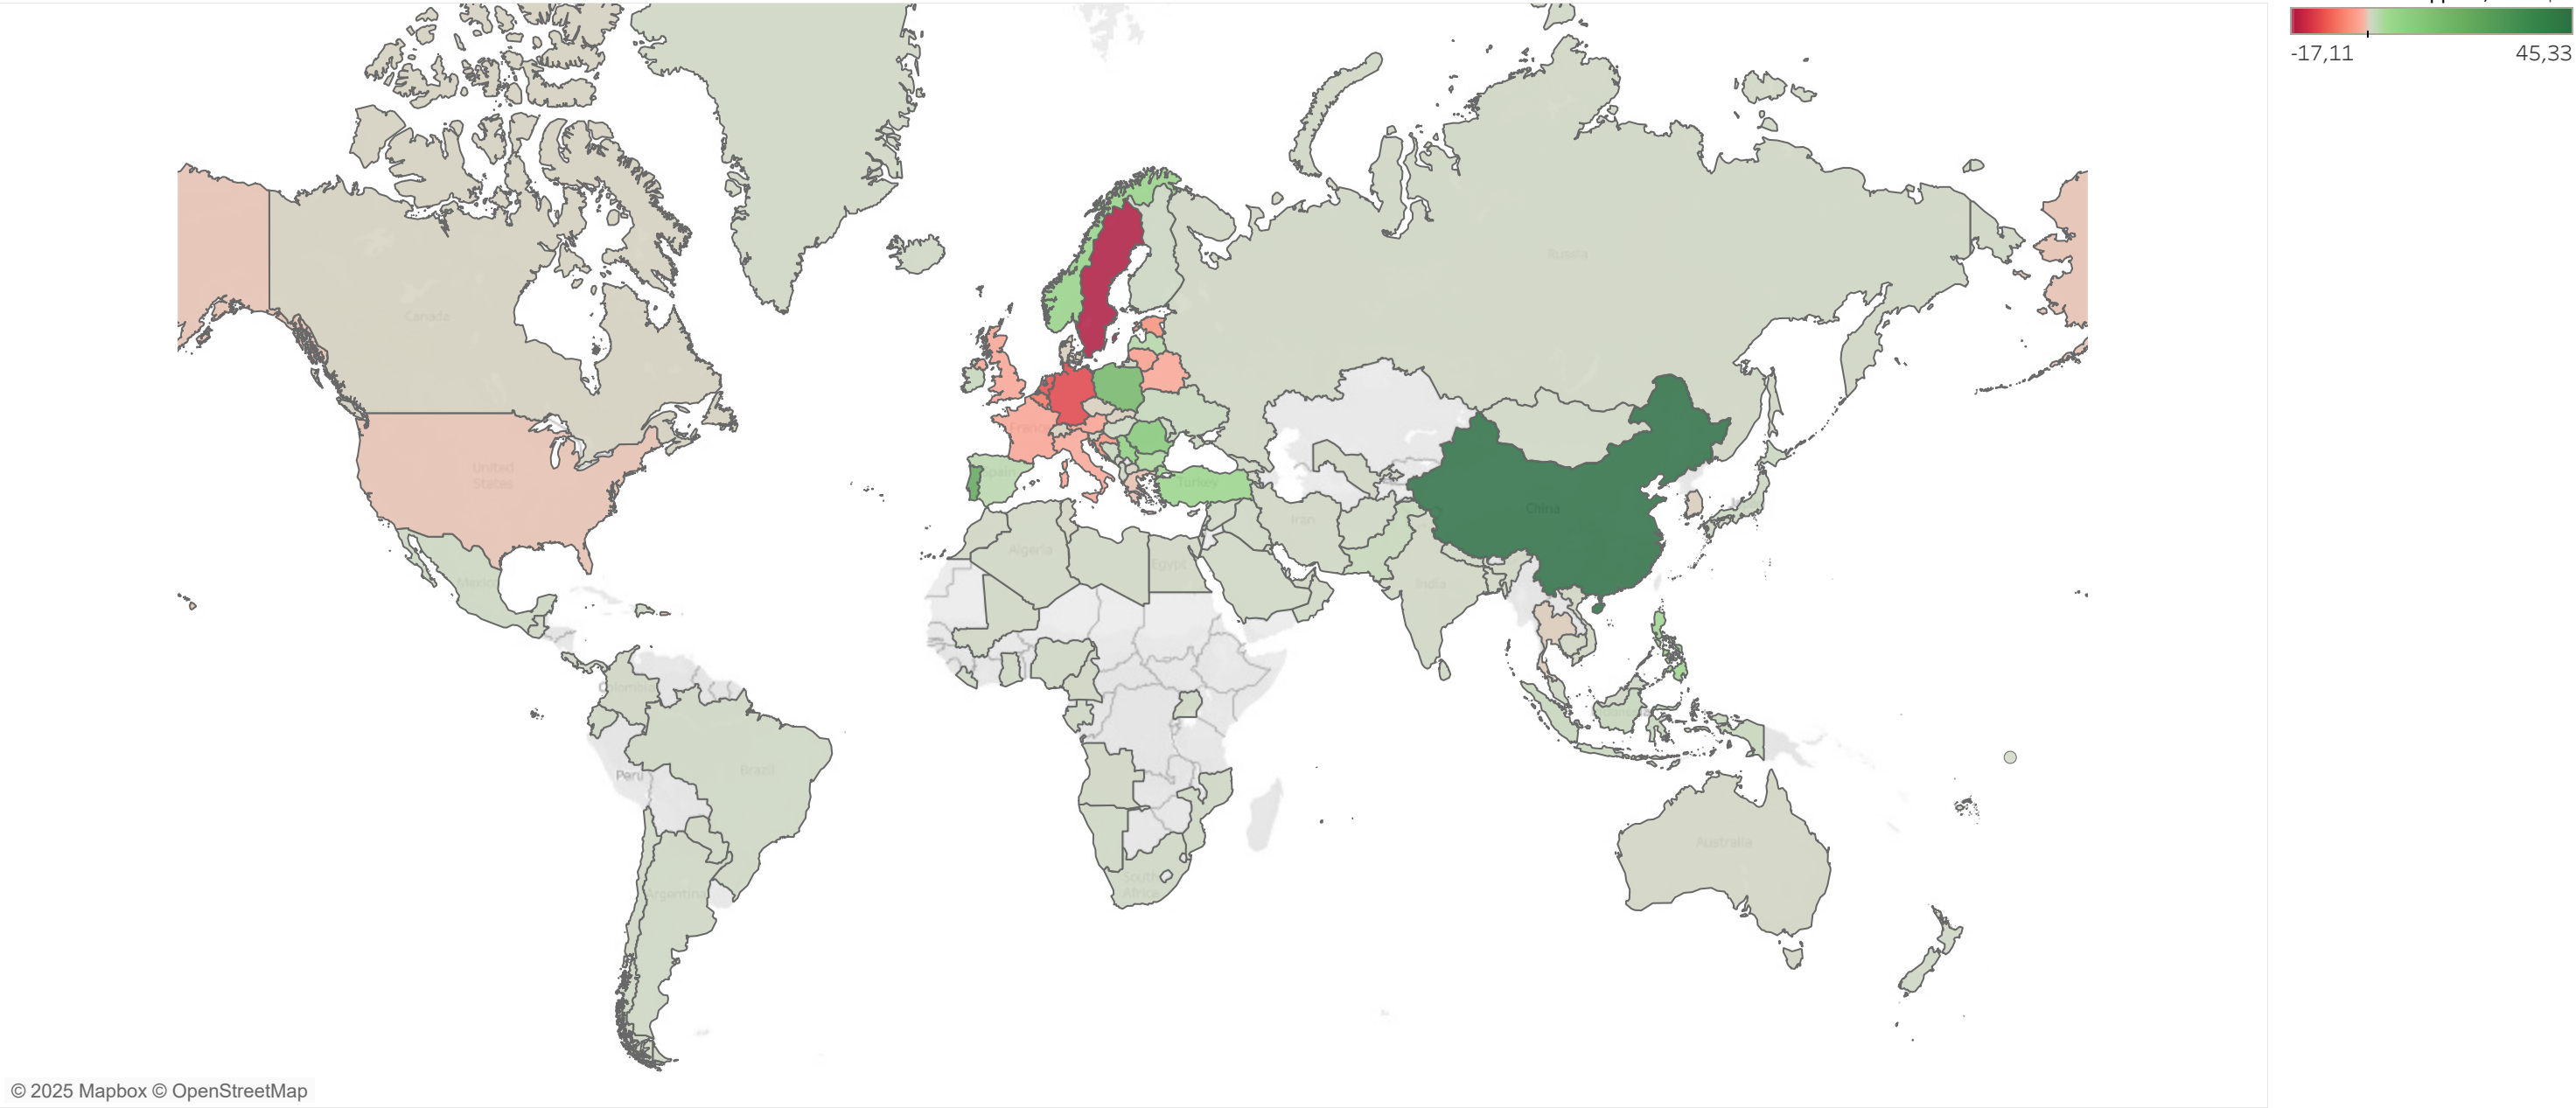 -17,11
45,33
Russia
Canada
United
States
France
Spain
Turkey
China
Iran
Algeria
Egypt
India
Mexico
Colombia
Peru
Brazil
Australia
South
Africa
Argentina
© 2025 Mapbox © OpenStreetMap